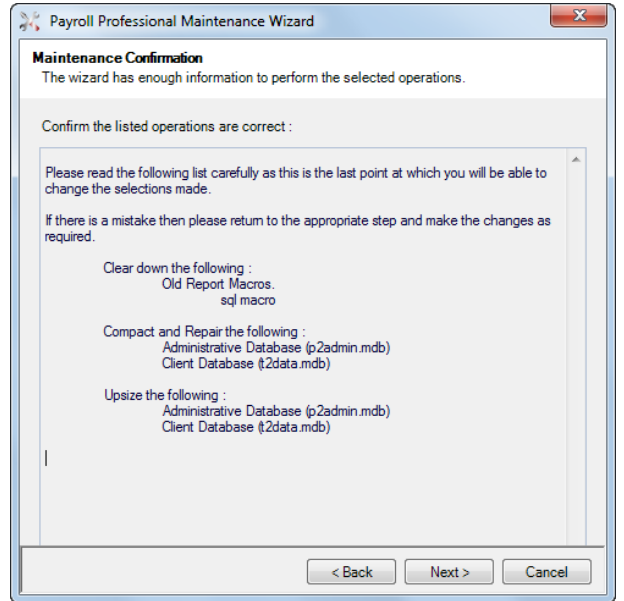 Payroll Professional Maintenance Wizard
Maintenance Confirmation
The wizard has enough information to perform the selected operations.
Confirm the listed operations are correct :
Please read the following list carefully as this is the last point at which you will be able to
change the selections made.
If there is a mistake then please return to the appropriate step and make the changes as
required.
Clear down the following :
Old Report Macros.
sql macro
Compact and Repair the following :
Administrative Database (p2admin.mdb)
Client Database (t2data.mdb)
Upsize the following :
Administrative Database (p2admin.mdb)
Client Database (t2data.mdb)
< Back Next > Cancel